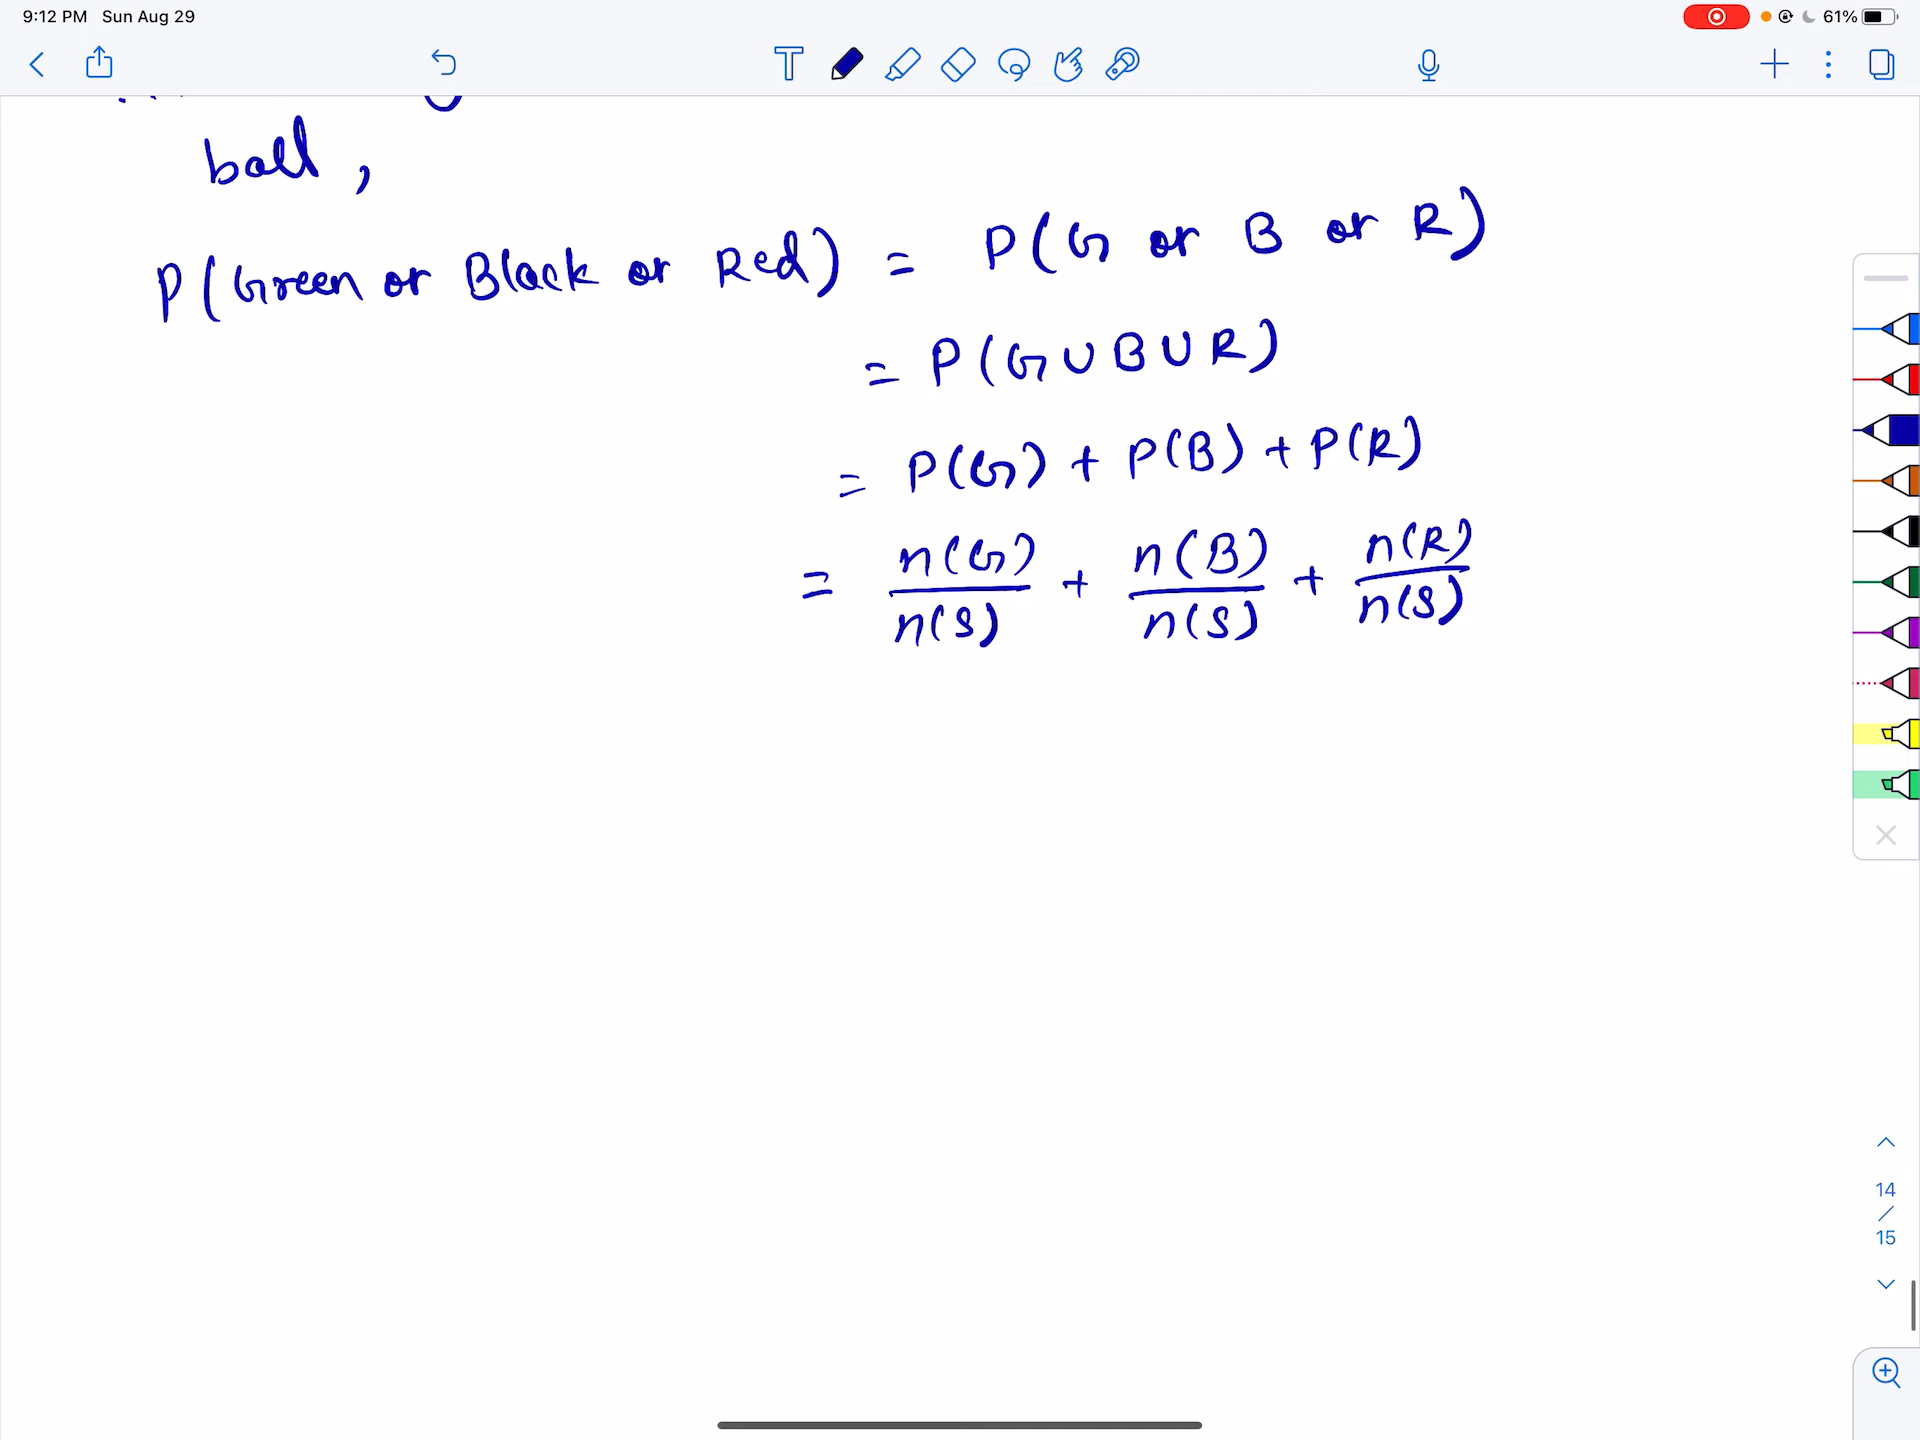 9:12 PM Sun Aug 29
61%
T
ball,
P(Green or Black or Red) = P(G or B or R)
= P(G∪B∪R)
= P(G) + P(B) + P(R)
= n(G)/n(S) + n(B)/n(S) + n(R)/n(S)
14
/
15